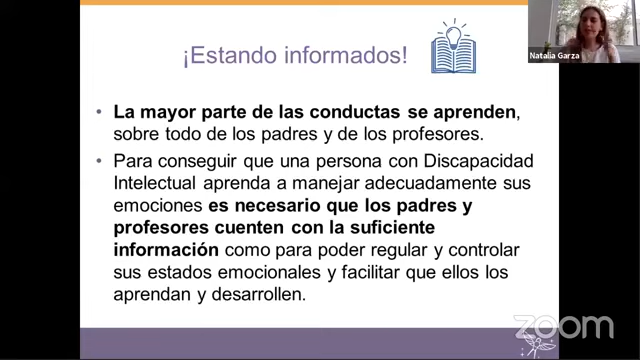 ¡Estando informados!
Natalia Garza
• La mayor parte de las conductas se aprenden,
sobre todo de los padres y de los profesores.
• Para conseguir que una persona con Discapacidad
Intelectual aprenda a manejar adecuadamente sus
emociones es necesario que los padres y
profesores cuenten con la suficiente
información como para poder regular y controlar
sus estados emocionales y facilitar que ellos los
aprendan y desarrollen.
zoom